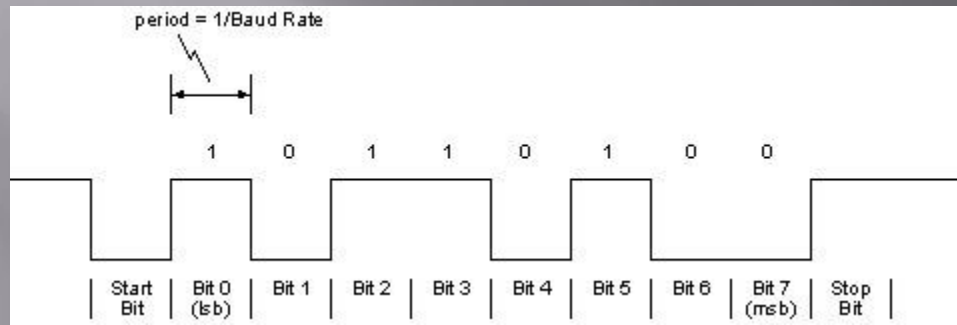 period = 1/Baud Rate
1 0 1 1 0 1 0 0
Start Bit 0 Bit 1 Bit 2 Bit 3 Bit 4 Bit 5 Bit 6 Bit 7 Stop
Bit (lsb) (msb) Bit